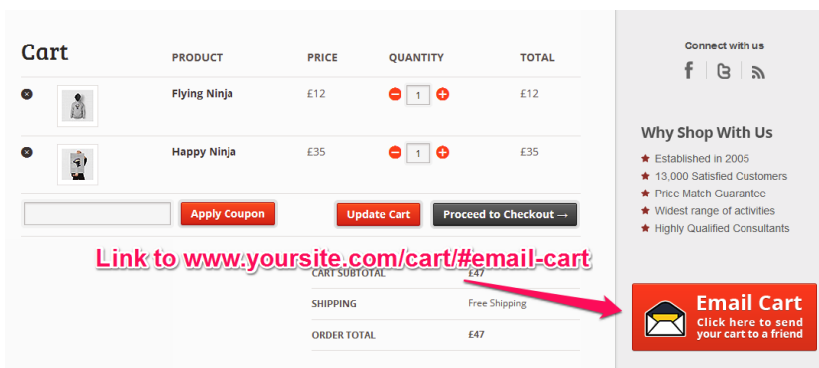 Cart PRODUCT PRICE QUANTITY TOTAL
Flying Ninja £12 1 £12
Happy Ninja £35 1 £35
Apply Coupon Update Cart Proceed to Checkout →
Link to www.yoursite.com/cart/#email-cart
CART SUBTOTAL £47
SHIPPING Free Shipping
ORDER TOTAL £47
Connect with us
Why Shop With Us
Established in 2005
13,000 Satisfied Customers
Price Match Guarantee
Widest range of activities
Highly Qualified Consultants
Email Cart
Click here to send
your cart to a friend